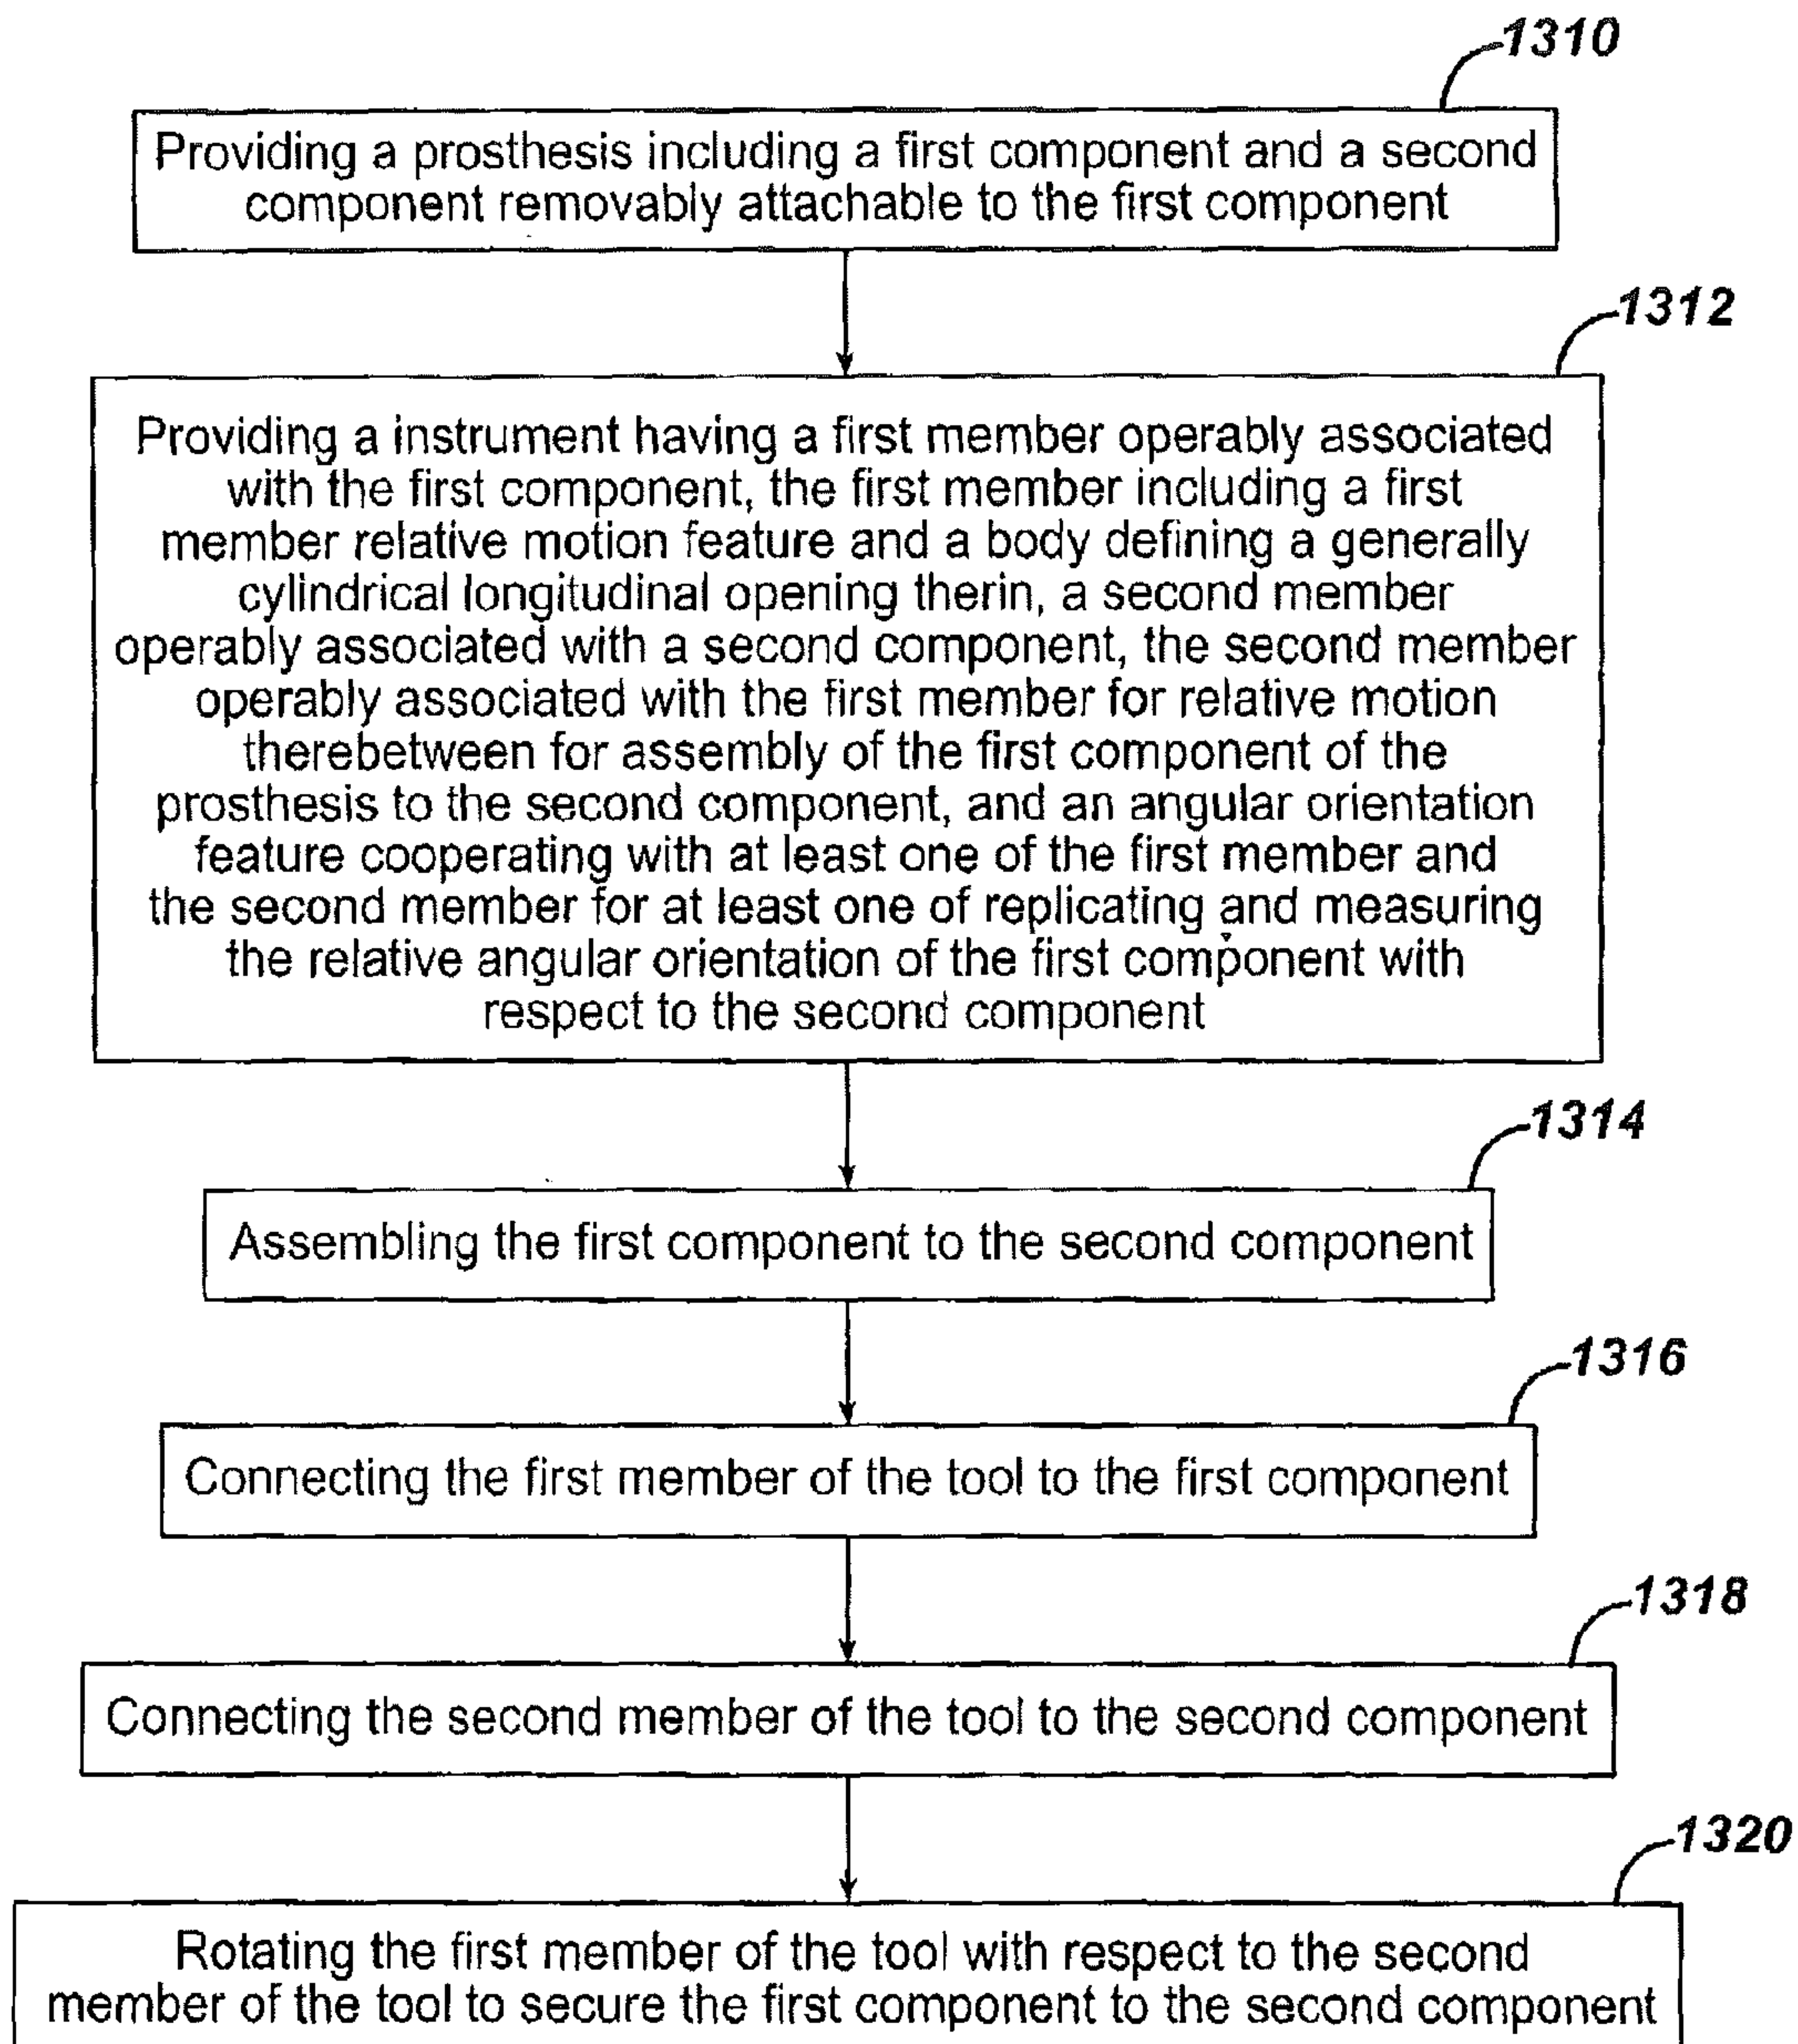 1310
Providing a prosthesis including a first component and a second
component removably attachable to the first component
1312
Providing a instrument having a first member operably associated
with the first component, the first member including a first
member relative motion feature and a body defining a generally
cylindrical longitudinal opening therin, a second member
operably associated with a second component, the second member
operably associated with the first member for relative motion
therebetween for assembly of the first component of the
prosthesis to the second component, and an angular orientation
feature cooperating with at least one of the first member and
the second member for at least one of replicating and measuring
the relative angular orientation of the first component with
respect to the second component
1314
Assembling the first component to the second component
1316
Connecting the first member of the tool to the first component
1318
Connecting the second member of the tool to the second component
1320
Rotating the first member of the tool with respect to the second
member of the tool to secure the first component to the second component